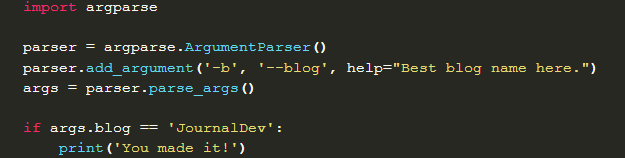 import argparse
parser = argparse.ArgumentParser()
parser.add_argument('-b', '--blog', help="Best blog name here.")
args = parser.parse_args()
if args.blog == 'JournalDev':
    print('You made it!')